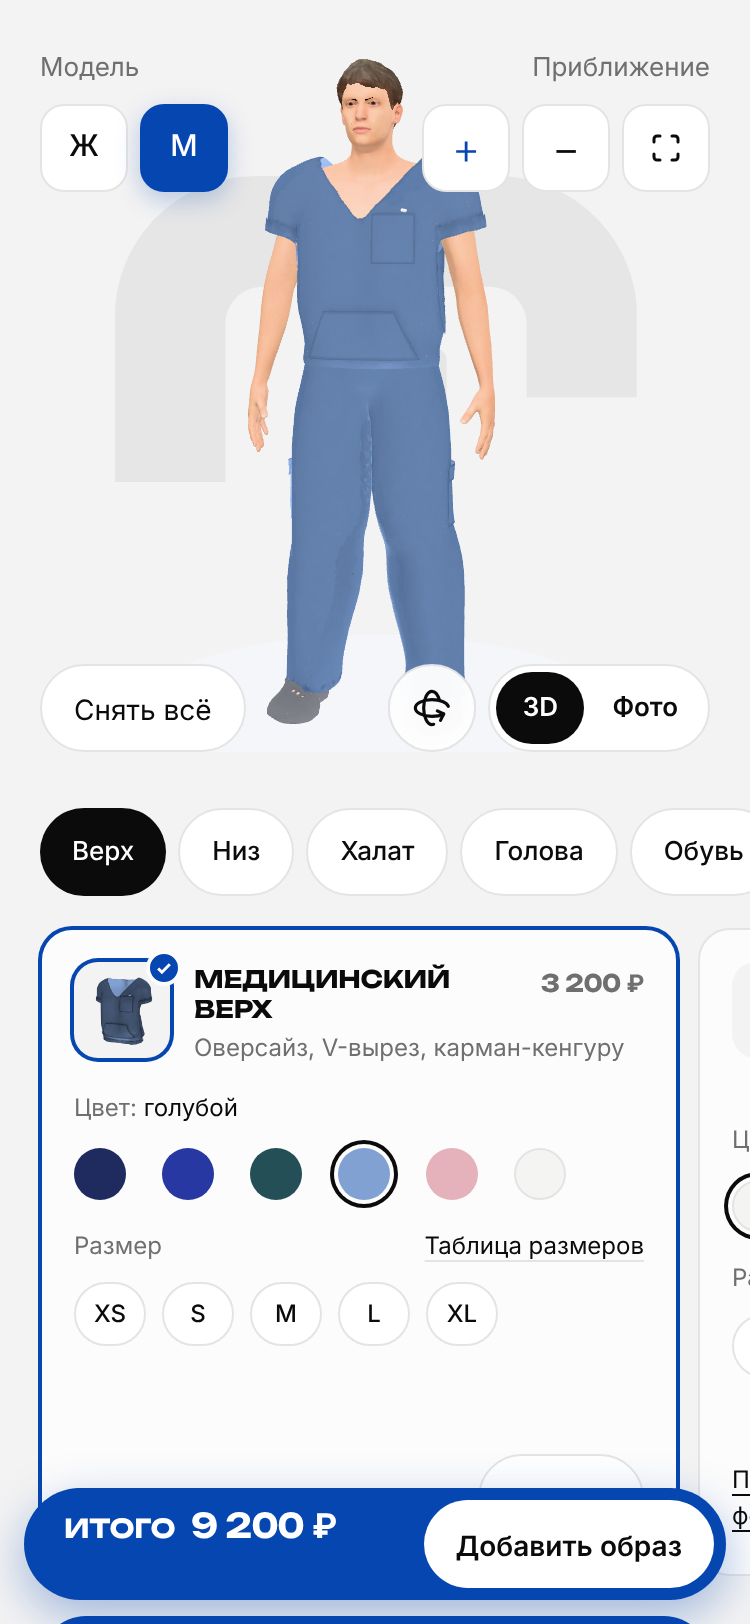 Модель
Приближение
Ж
М
+
−
Снять всё
3D
Фото
Верх
Низ
Халат
Голова
Обувь
МЕДИЦИНСКИЙ
ВЕРХ
3 200 ₽
Оверсайз, V-вырез, карман-кенгуру
Цвет: голубой
Размер
Таблица размеров
XS
S
M
L
XL
итого 9 200 ₽
Добавить образ